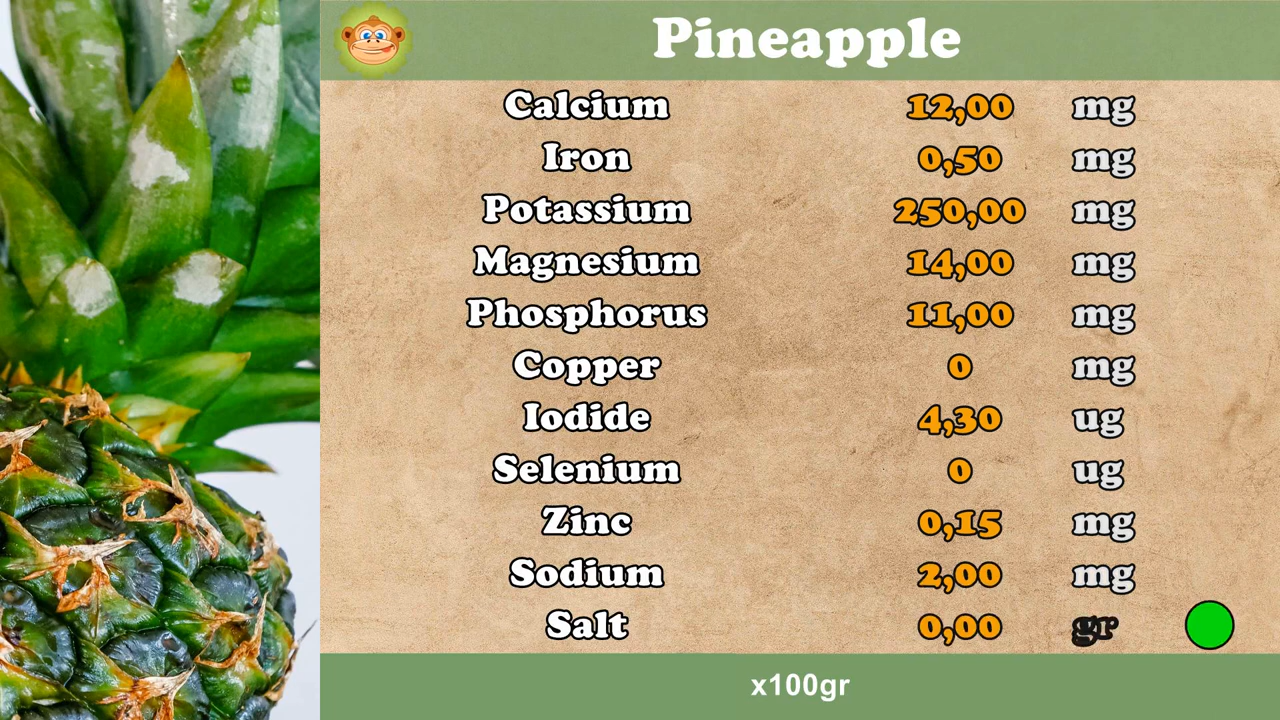 Pineapple
Calcium 12,00 mg
Iron 0,50 mg
Potassium 250,00 mg
Magnesium 14,00 mg
Phosphorus 11,00 mg
Copper 0 mg
Iodide 4,30 ug
Selenium 0 ug
Zinc 0,15 mg
Sodium 2,00 mg
Salt 0,00 gr
x100gr